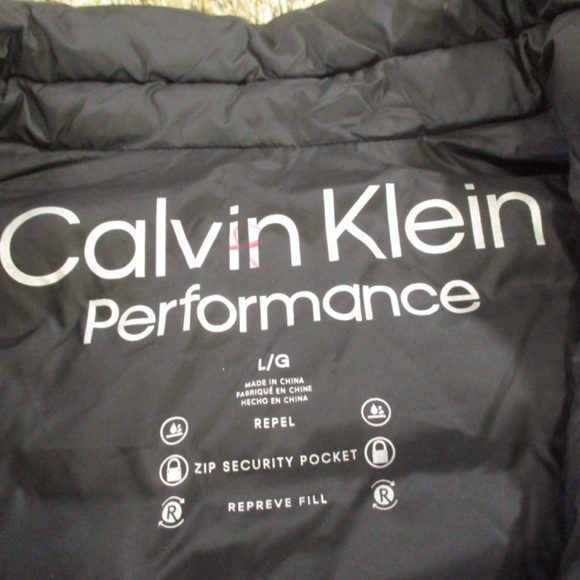 Calvin Klein
Performance
L/G
MADE IN CHINA
FABRIQUÉ EN CHINE
HECHO EN CHINA
REPEL
ZIP SECURITY POCKET
R REPREVE FILL R